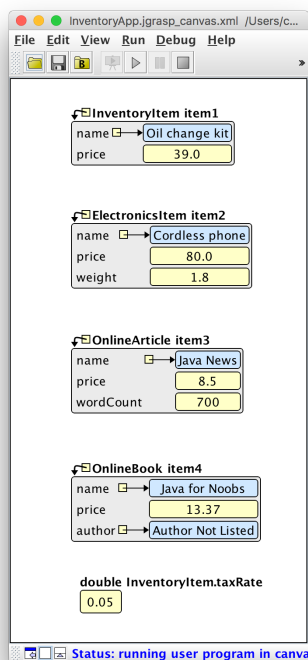 InventoryApp.jgrasp_canvas.xml /Users/c...
File Edit View Run Debug Help
B »
InventoryItem item1
name Oil change kit
price 39.0
ElectronicsItem item2
name Cordless phone
price 80.0
weight 1.8
OnlineArticle item3
name Java News
price 8.5
wordCount 700
OnlineBook item4
name Java for Noobs
price 13.37
author Author Not Listed
double InventoryItem.taxRate
0.05
Status: running user program in canva